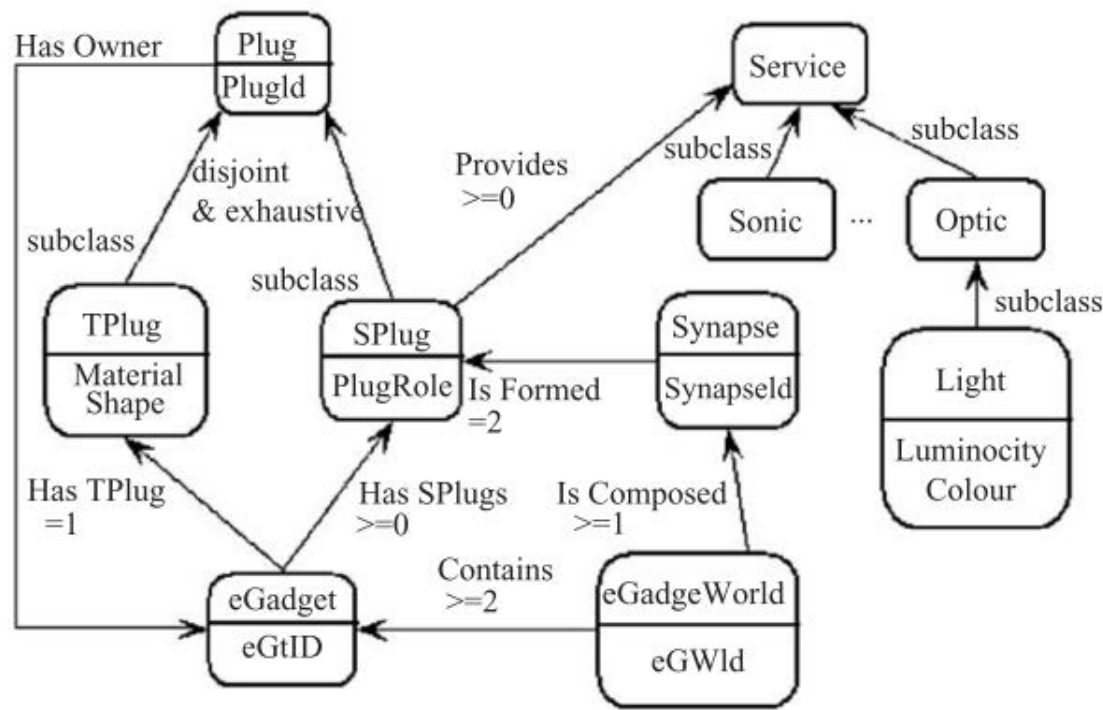 Has Owner
Plug
PlugId
Service
subclass
subclass
Provides
>=0
disjoint
& exhaustive
subclass
Sonic
...
Optic
subclass
subclass
TPlug
Material
Shape
SPlug
PlugRole
Synapse
SynapseId
Is Formed
=2
Light
Luminocity
Colour
Has TPlug
=1
Has SPlugs
>=0
Is Composed
>=1
Contains
>=2
eGadget
eGtID
eGadgeWorld
eGWId